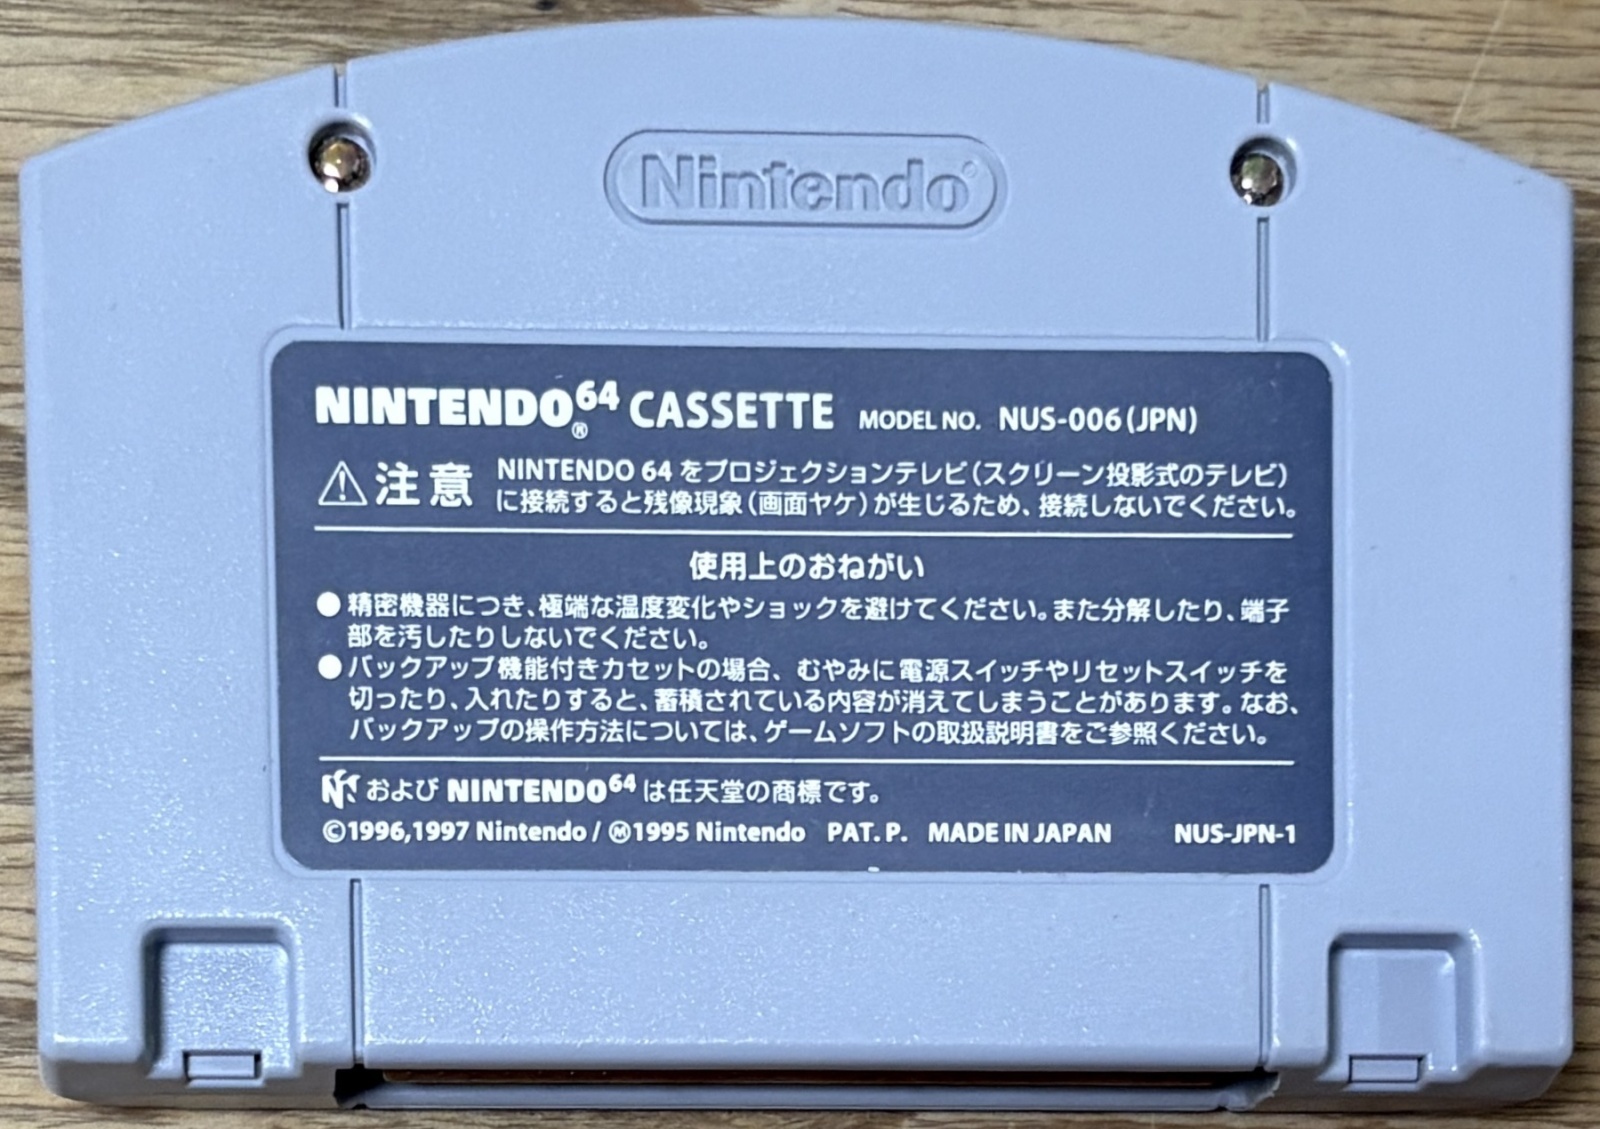 Nintendo®
NINTENDO64® CASSETTE MODEL NO. NUS-006(JPN)
⚠注意 NINTENDO 64 をプロジェクションテレビ(スクリーン投影式のテレビ)
に接続すると残像現象(画面ヤケ)が生じるため、接続しないでください。
使用上のおねがい
●精密機器につき、極端な温度変化やショックを避けてください。また分解したり、端子
部を汚したりしないでください。
●バックアップ機能付きカセットの場合、むやみに電源スイッチやリセットスイッチを
切ったり、入れたりすると、蓄積されている内容が消えてしまうことがあります。なお、
バックアップの操作方法については、ゲームソフトの取扱説明書をご参照ください。
および NINTENDO64 は任天堂の商標です。
©1996,1997 Nintendo / Ⓜ1995 Nintendo PAT. P. MADE IN JAPAN NUS-JPN-1